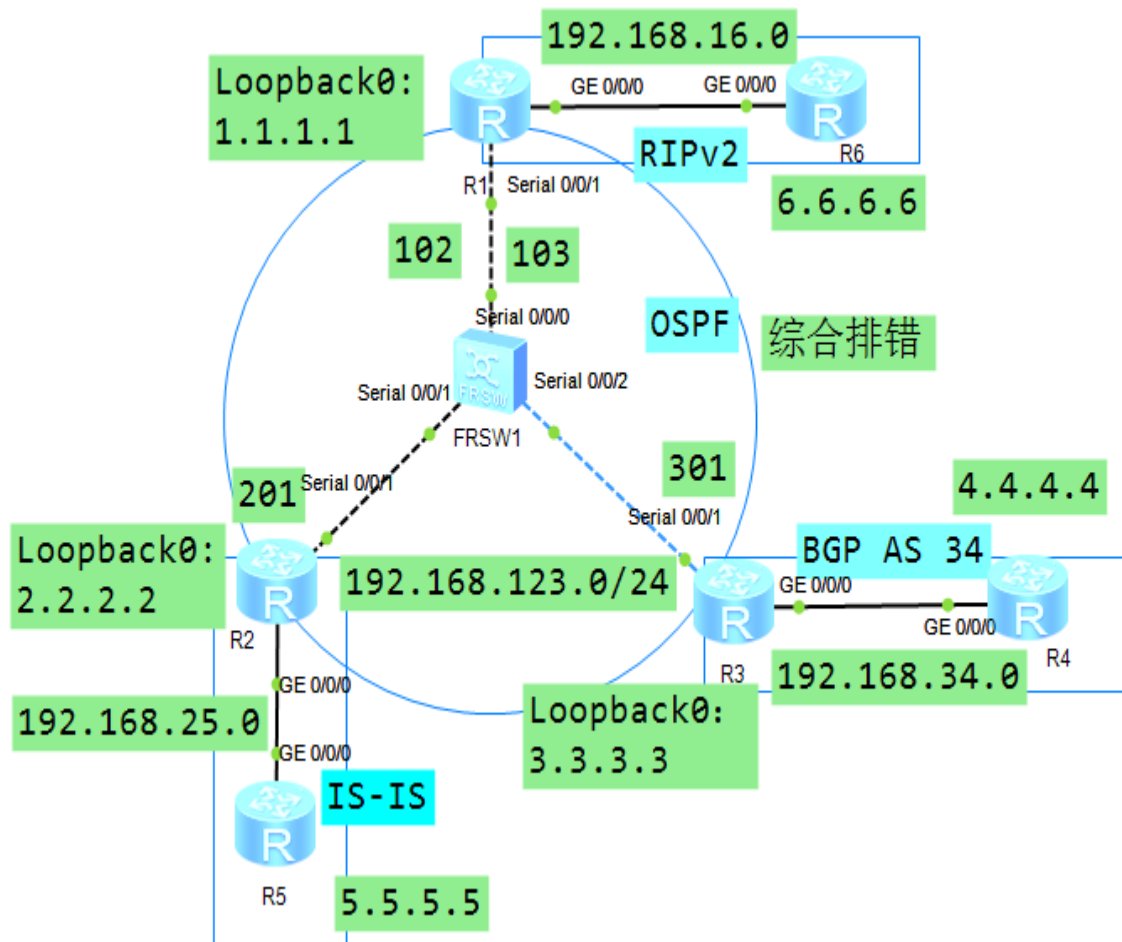 192.168.16.0
Loopback0:
1.1.1.1
GE 0/0/0
GE 0/0/0
R
R
RIPv2
R6
R1
Serial 0/0/1
6.6.6.6
102
103
Serial 0/0/0
OSPF
综合排错
Serial 0/0/1
Serial 0/0/2
FRSW
FRSW1
201
Serial 0/0/1
301
Serial 0/0/1
4.4.4.4
Loopback0:
2.2.2.2
R
R2
192.168.123.0/24
BGP AS 34
GE 0/0/0
GE 0/0/0
R
R3
R
R4
192.168.34.0
GE 0/0/0
192.168.25.0
GE 0/0/0
Loopback0:
3.3.3.3
IS-IS
R
R5
5.5.5.5